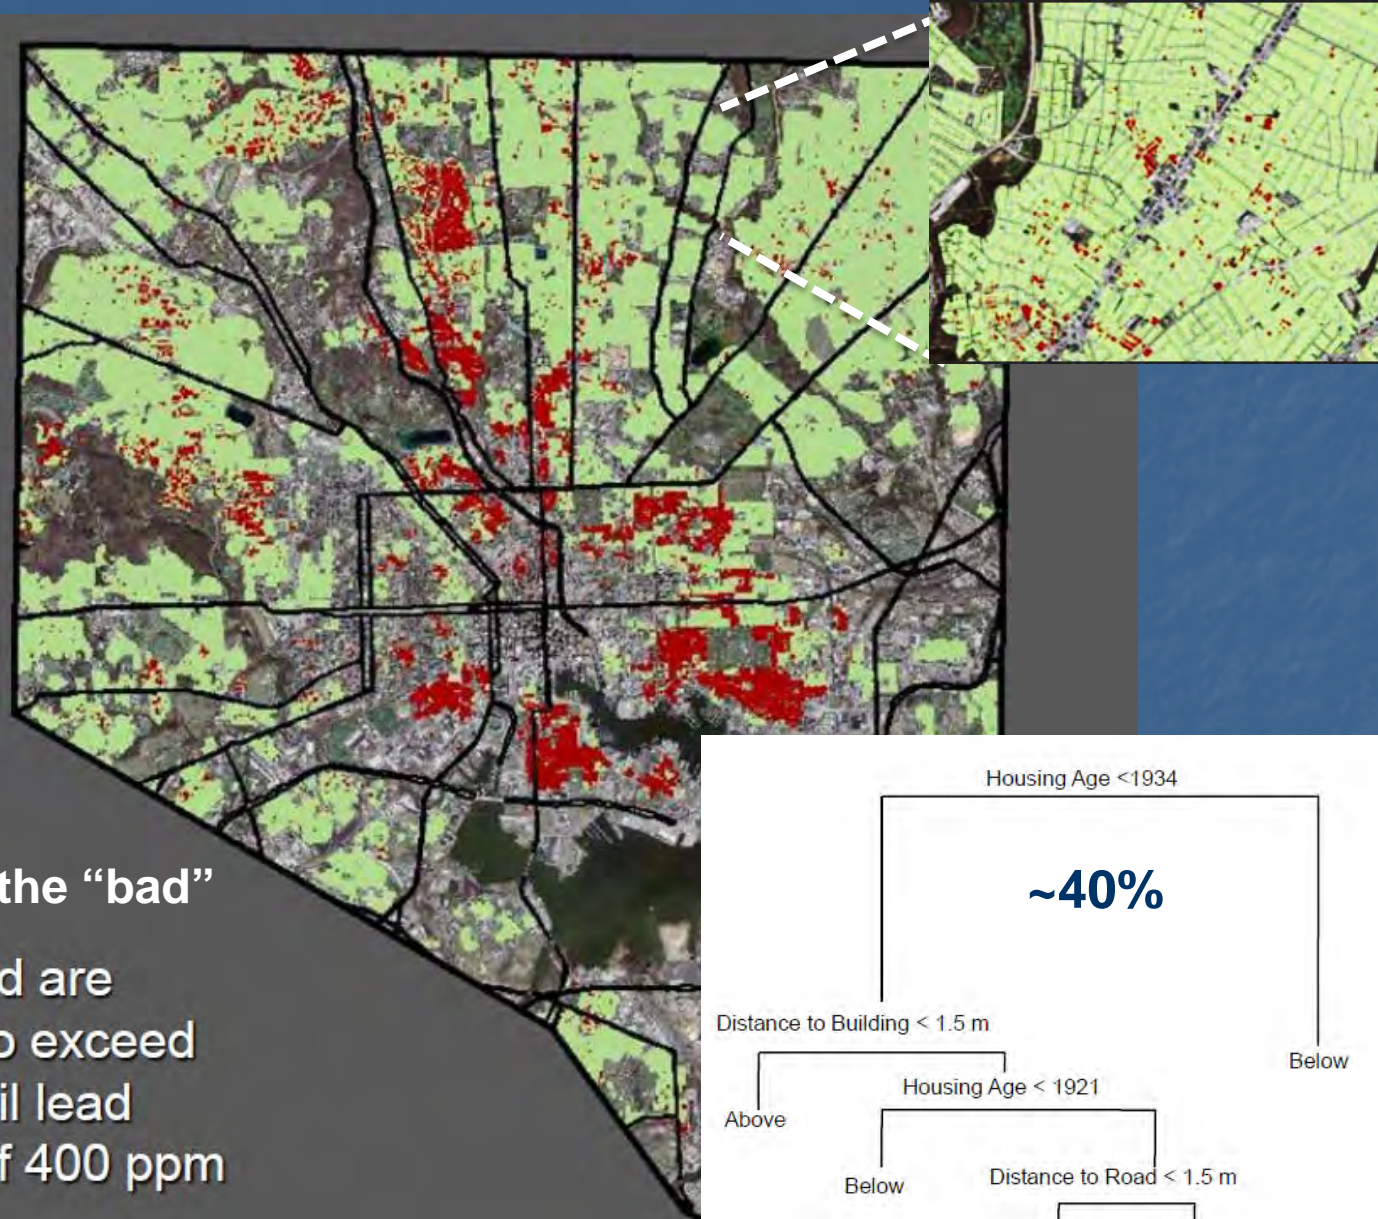 the “bad”
d are
o exceed
il lead
f 400 ppm
Housing Age <1934
~40%
Distance to Building < 1.5 m
Below
Housing Age < 1921
Above
Distance to Road < 1.5 m
Below